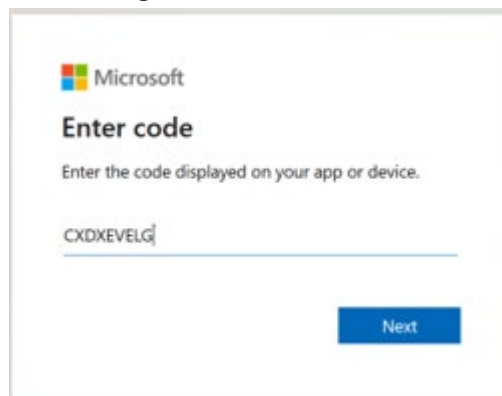 Microsoft
Enter code
Enter the code displayed on your app or device.
CXDXEVELG
Next